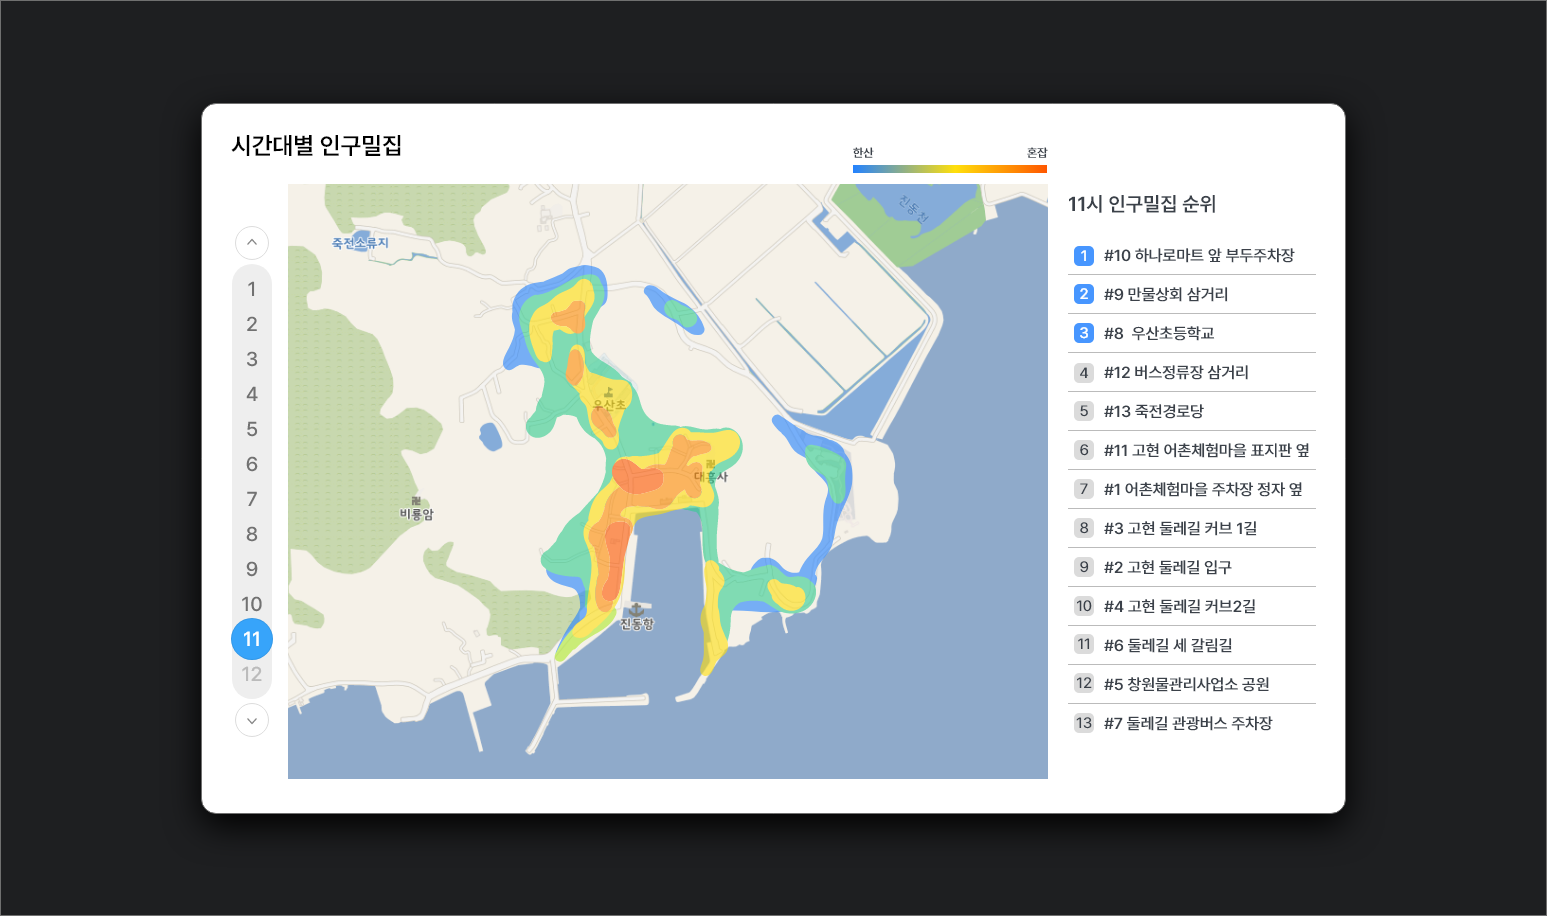 시간대별 인구밀집
한산
혼잡
1
2
3
4
5
6
7
8
9
10
11
12
진동천
죽전소류지
우산초
대흥사
비룡암
진동항
11시 인구밀집 순위
1 #10 하나로마트 앞 부두주차장
2 #9 만물상회 삼거리
3 #8 우산초등학교
4 #12 버스정류장 삼거리
5 #13 죽전경로당
6 #11 고현 어촌체험마을 표지판 옆
7 #1 어촌체험마을 주차장 정자 옆
8 #3 고현 둘레길 커브 1길
9 #2 고현 둘레길 입구
10 #4 고현 둘레길 커브2길
11 #6 둘레길 세 갈림길
12 #5 창원물관리사업소 공원
13 #7 둘레길 관광버스 주차장